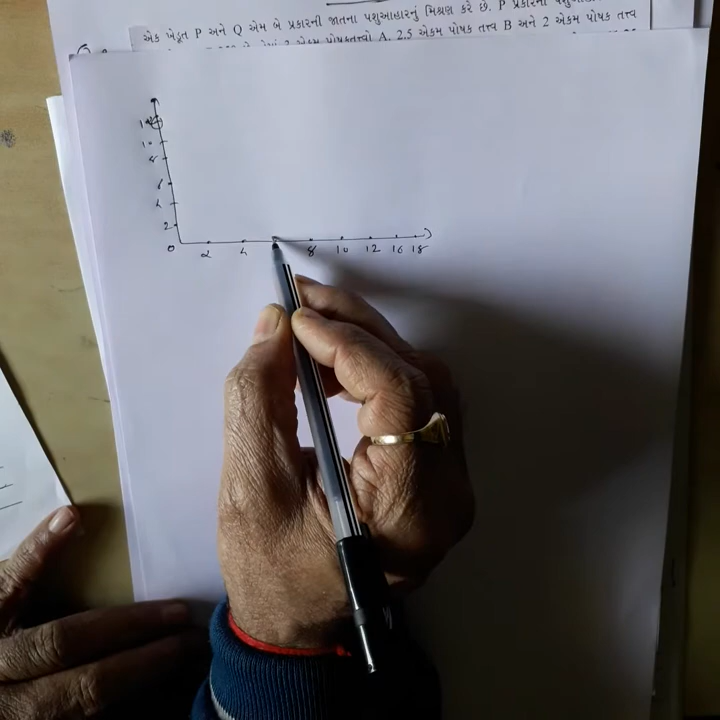 એક ખેડૂત P અને Q એમ બે પ્રકારની જાતના પશુઆહારનું મિશ્રણ કરે છે. P પ્રકારના
પોષકતત્ત્વો A, 2.5 એકમ પોષક તત્ત્વ B અને 2 એકમ પોષક તત્ત્વ
10
8
6
4
2
0 2 4 8 10 12 16 18